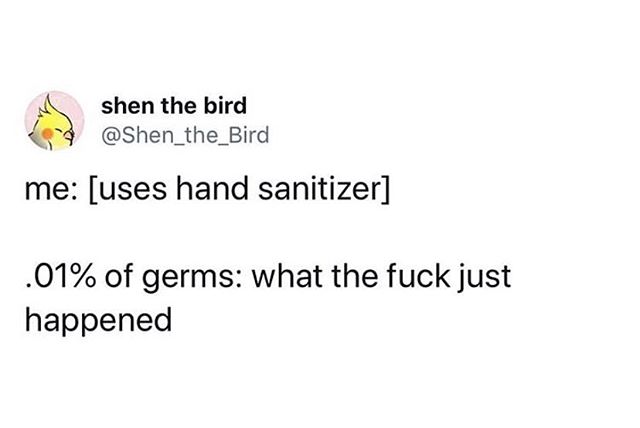 shen the bird
@Shen_the_Bird
me: [uses hand sanitizer]
.01% of germs: what the fuck just
happened